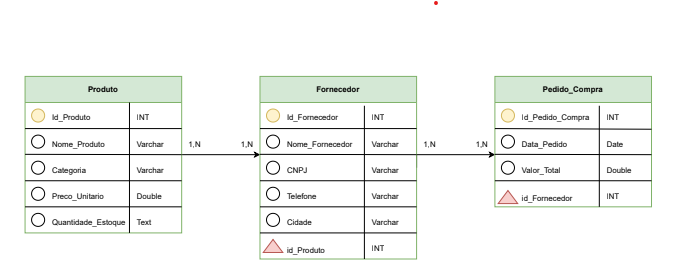 Produto
Id_Produto INT
Nome_Produto Varchar
Categoria Varchar
Preco_Unitario Double
Quantidade_Estoque Text
1,N 1,N
Fornecedor
Id_Fornecedor INT
Nome_Fornecedor Varchar
CNPJ Varchar
Telefone Varchar
Cidade Varchar
id_Produto INT
1,N 1,N
Pedido_Compra
Id_Pedido_Compra INT
Data_Pedido Date
Valor_Total Double
id_Fornecedor INT